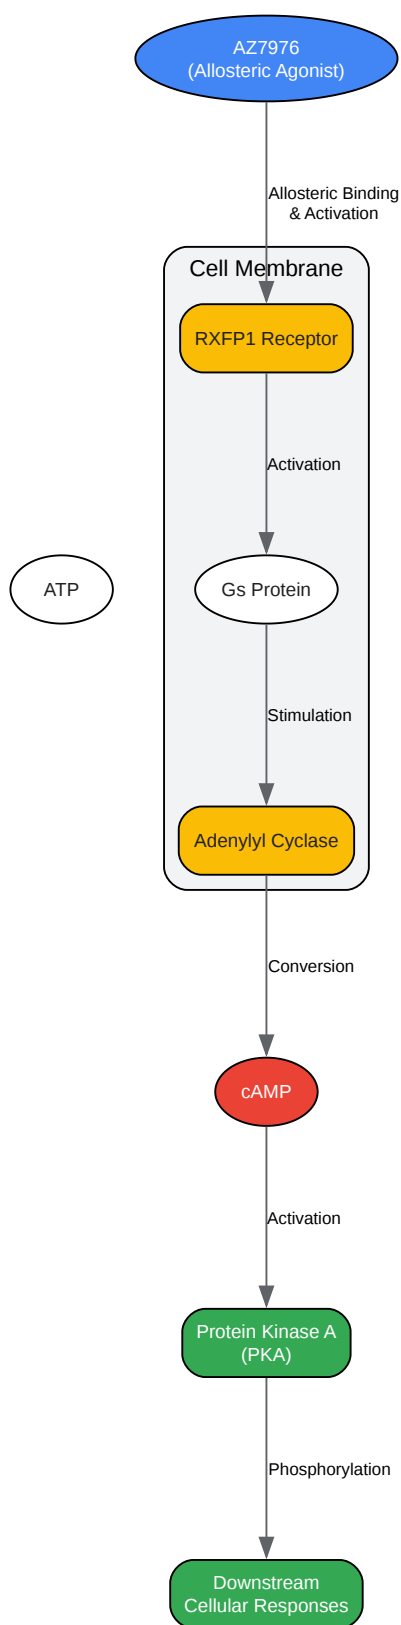 AZ7976
(Allosteric Agonist)
Allosteric Binding
& Activation
Cell Membrane
RXFP1 Receptor
Activation
ATP
Gs Protein
Stimulation
Adenylyl Cyclase
Conversion
cAMP
Activation
Protein Kinase A
(PKA)
Phosphorylation
Downstream
Cellular Responses